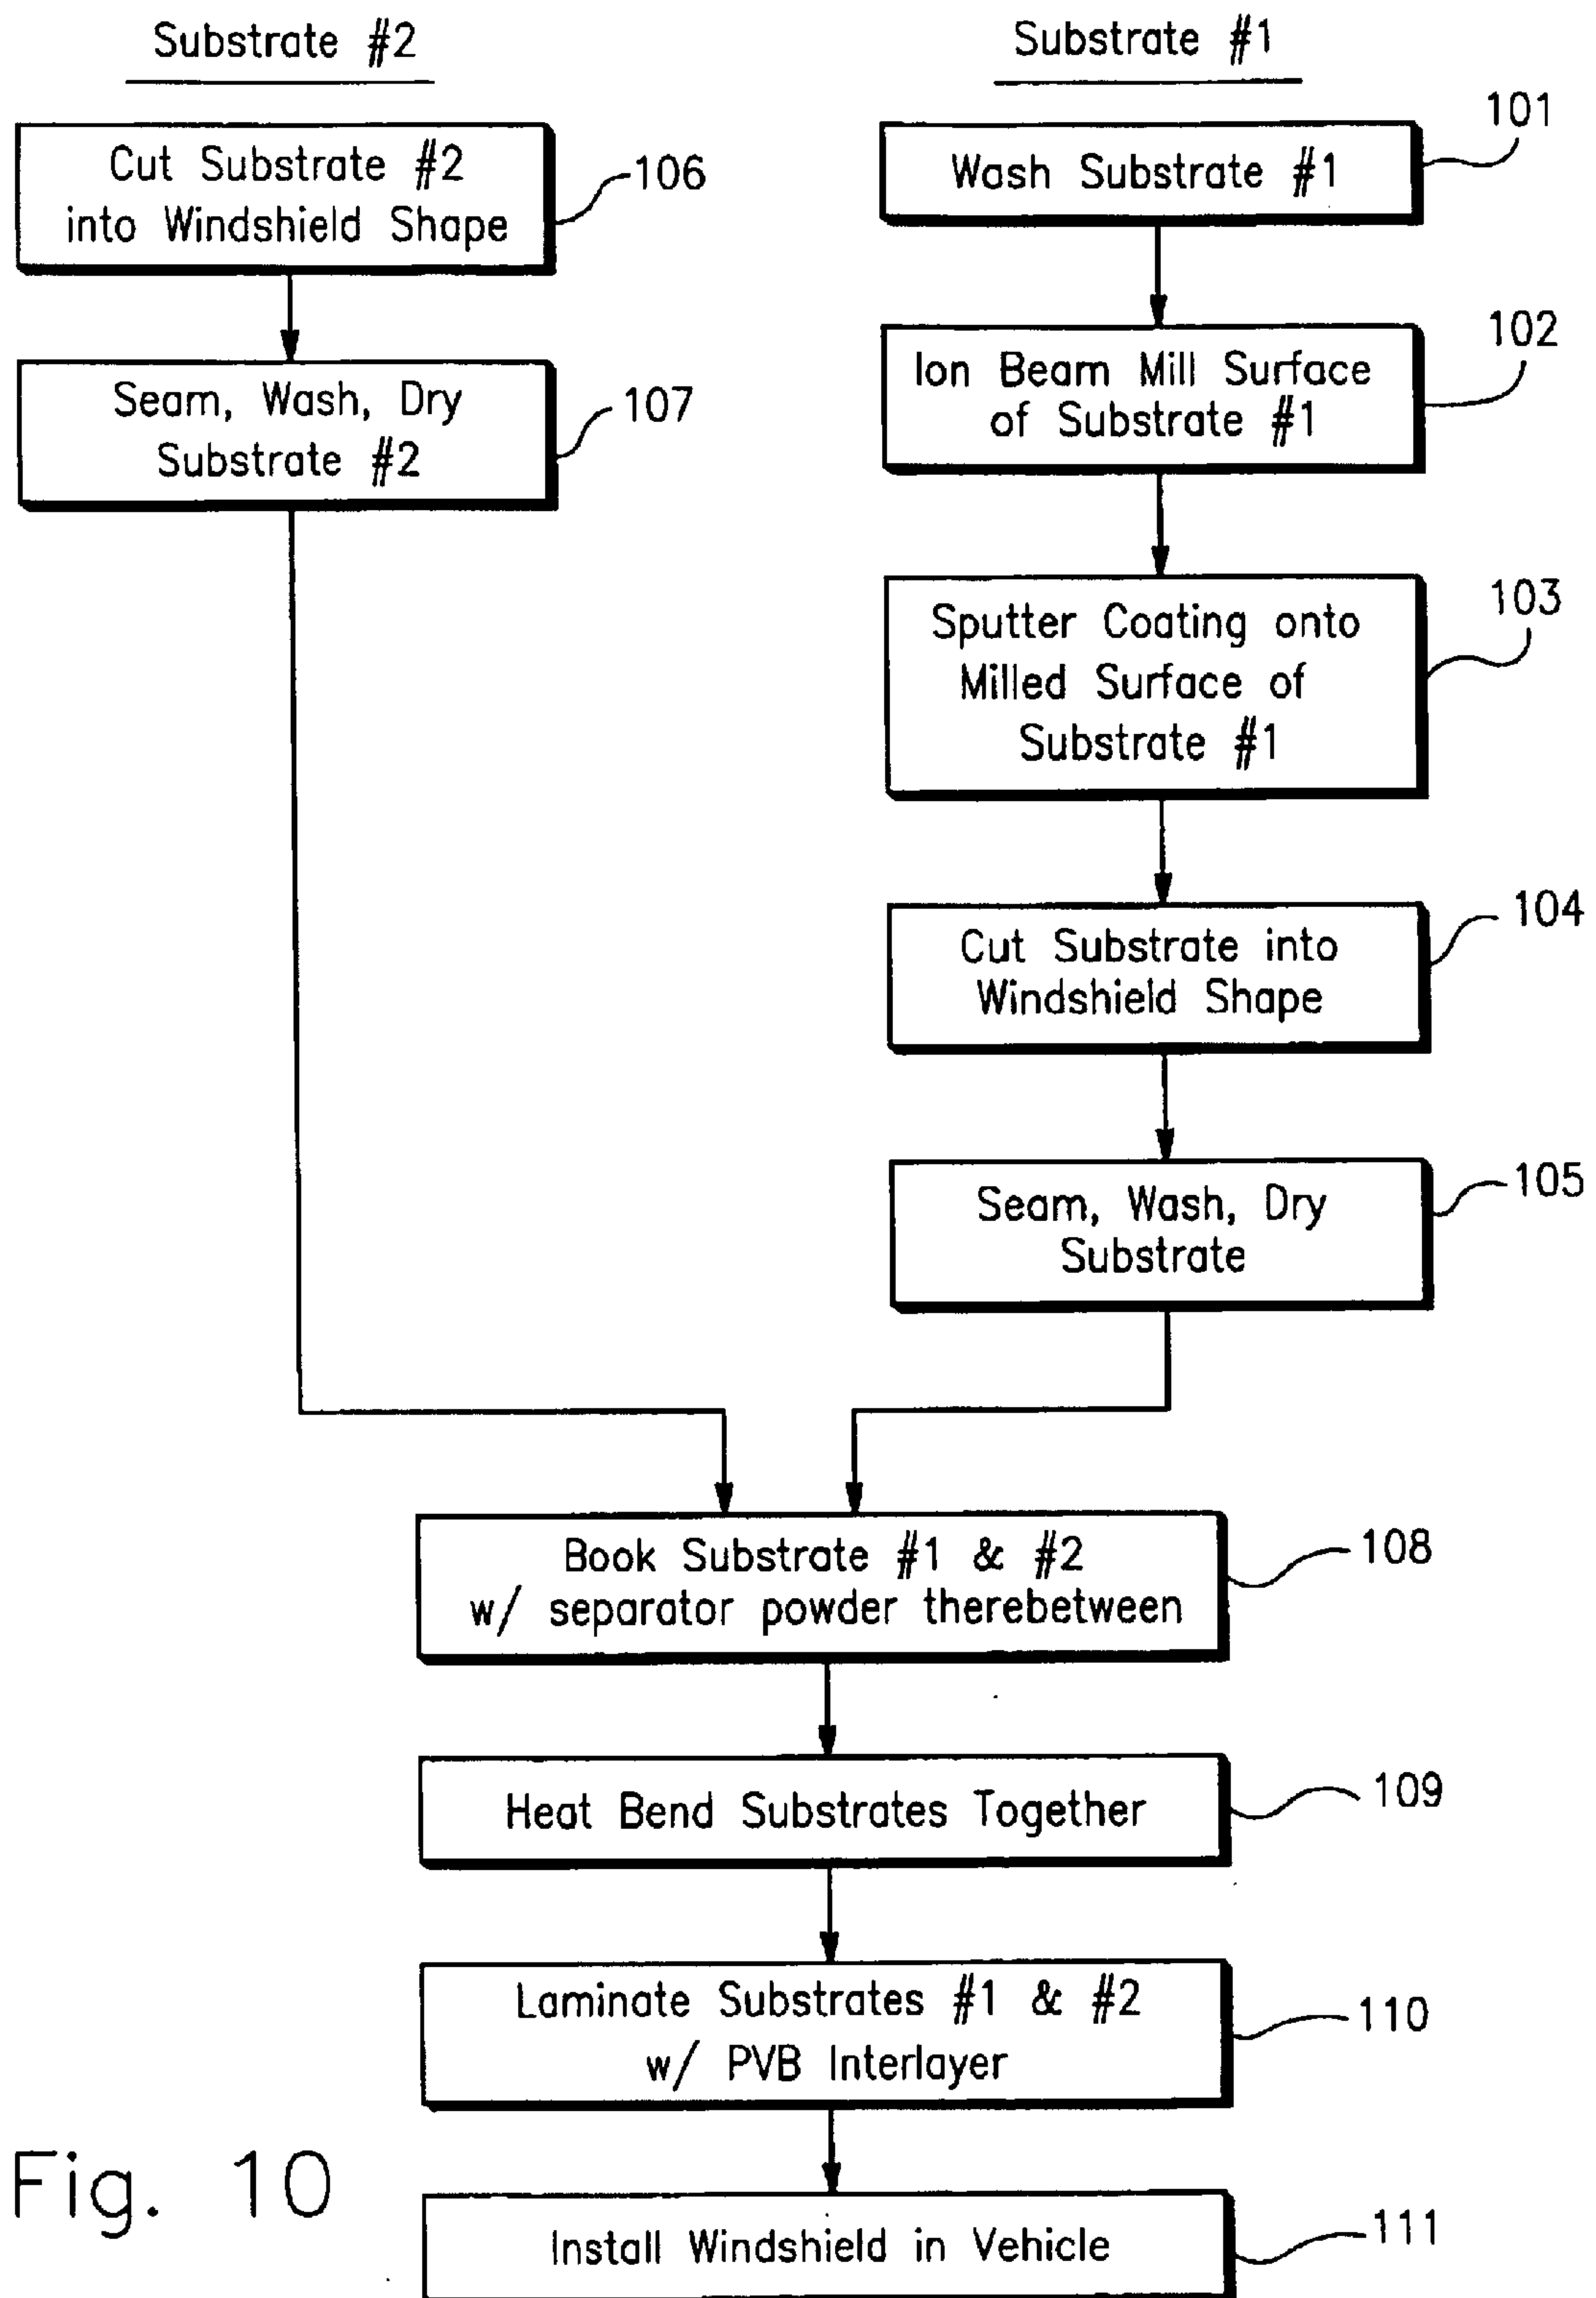 Substrate #2
Cut Substrate #2
into Windshield Shape
106
Seam, Wash, Dry
Substrate #2
107
Substrate #1
101
Wash Substrate #1
102
Ion Beam Mill Surface
of Substrate #1
103
Sputter Coating onto
Milled Surface of
Substrate #1
104
Cut Substrate into
Windshield Shape
105
Seam, Wash, Dry
Substrate
Book Substrate #1 & #2
w/ separator powder therebetween
108
Heat Bend Substrates Together
109
Laminate Substrates #1 & #2
w/ PVB Interlayer
110
Install Windshield in Vehicle
111
Fig. 10